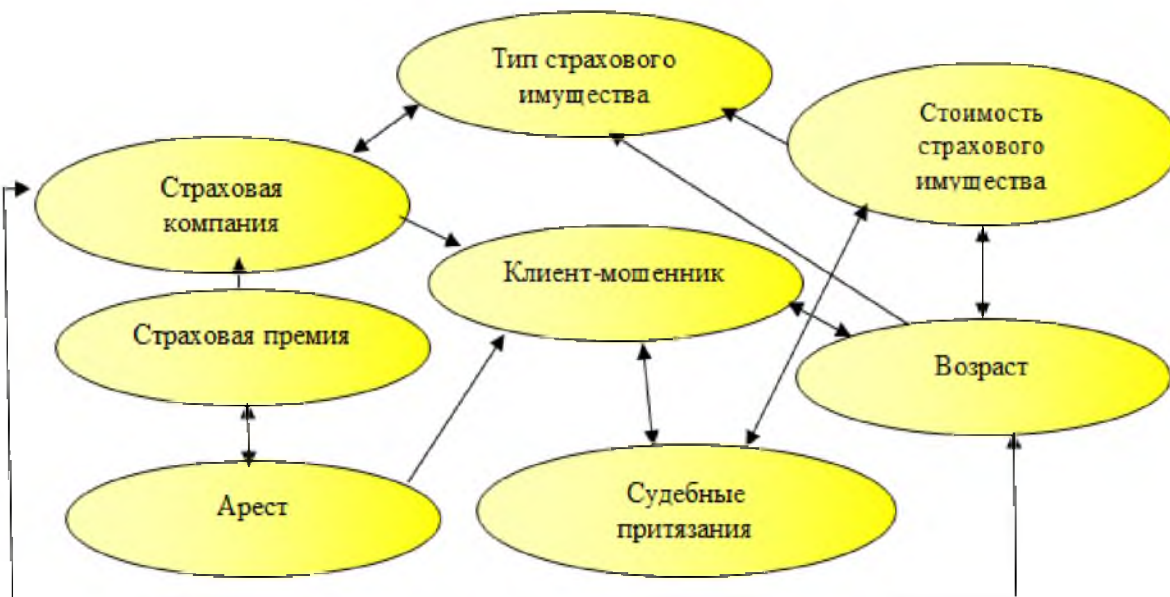 Тип страхового
имущества
Стоимость
страхового
имущества
Страховая
компания
Клиент-мошенник
Страховая премия
Возраст
Арест
Судебные
притязания